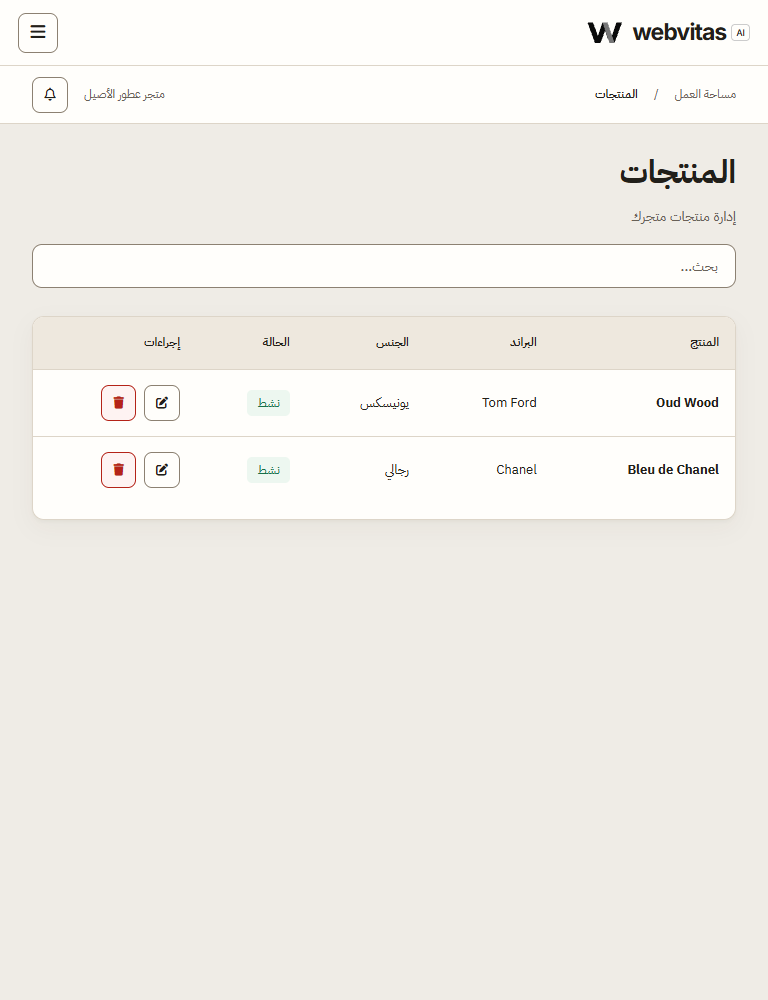 webvitas AI
مساحة العمل / المنتجات
متجر عطور الأصيل
المنتجات
إدارة منتجات متجرك
بحث...
المنتج البراند الجنس الحالة إجراءات
Oud Wood Tom Ford يونيسكس نشط
Bleu de Chanel Chanel رجالي نشط